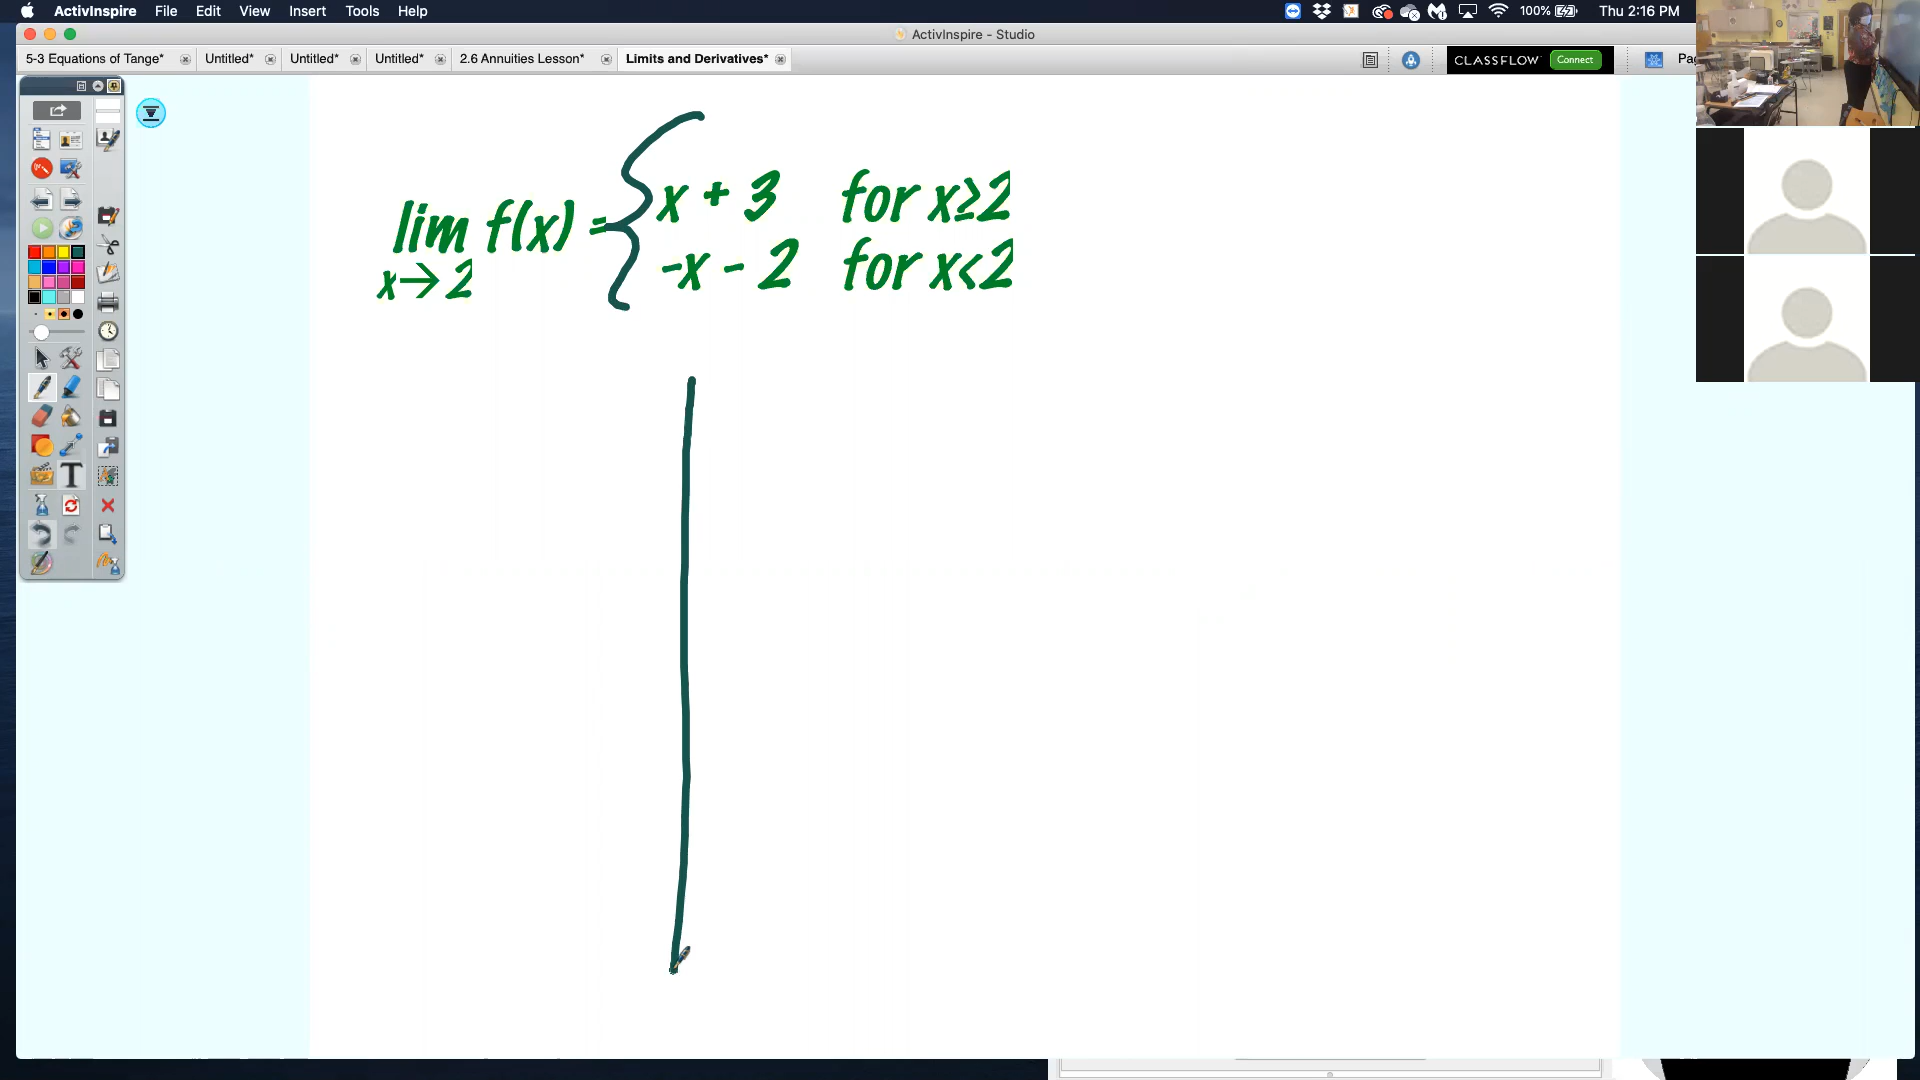 ActivInspire File Edit View Insert Tools Help 100% Thu 2:16 PM
ActivInspire - Studio
5-3 Equations of Tange* Untitled* Untitled* Untitled* 2.6 Annuities Lesson* Limits and Derivatives* CLASSFLOW Connect
x + 3 for x≥2
lim f(x) =
x→2
-x - 2 for x<2